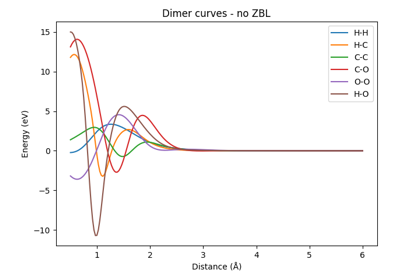 Dimer curves - no ZBL
15
10
5
0
−5
−10
Energy (eV)
H-H
H-C
C-C
C-O
O-O
H-O
1
2
3
4
5
6
Distance (Å)